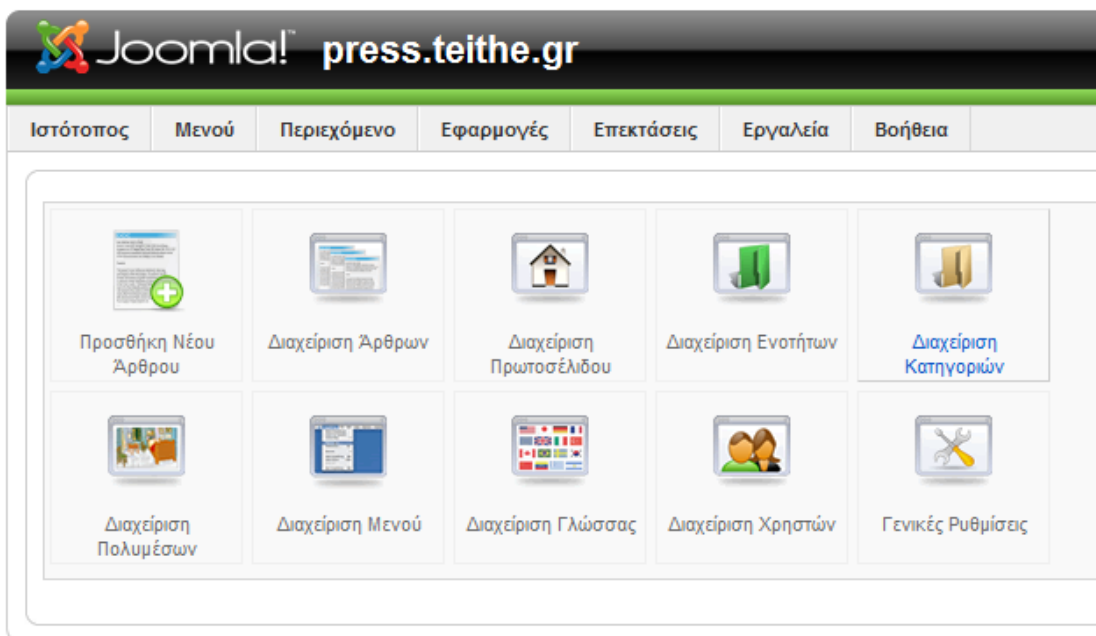 Joomla!™ press.teithe.gr
Ιστότοπος Μενού Περιεχόμενο Εφαρμογές Επεκτάσεις Εργαλεία Βοήθεια
Προσθήκη Νέου
Άρθρου
Διαχείριση Άρθρων
Διαχείριση
Πρωτοσέλιδου
Διαχείριση Ενοτήτων
Διαχείριση
Κατηγοριών
Διαχείριση
Πολυμέσων
Διαχείριση Μενού
Διαχείριση Γλώσσας
Διαχείριση Χρηστών
Γενικές Ρυθμίσεις